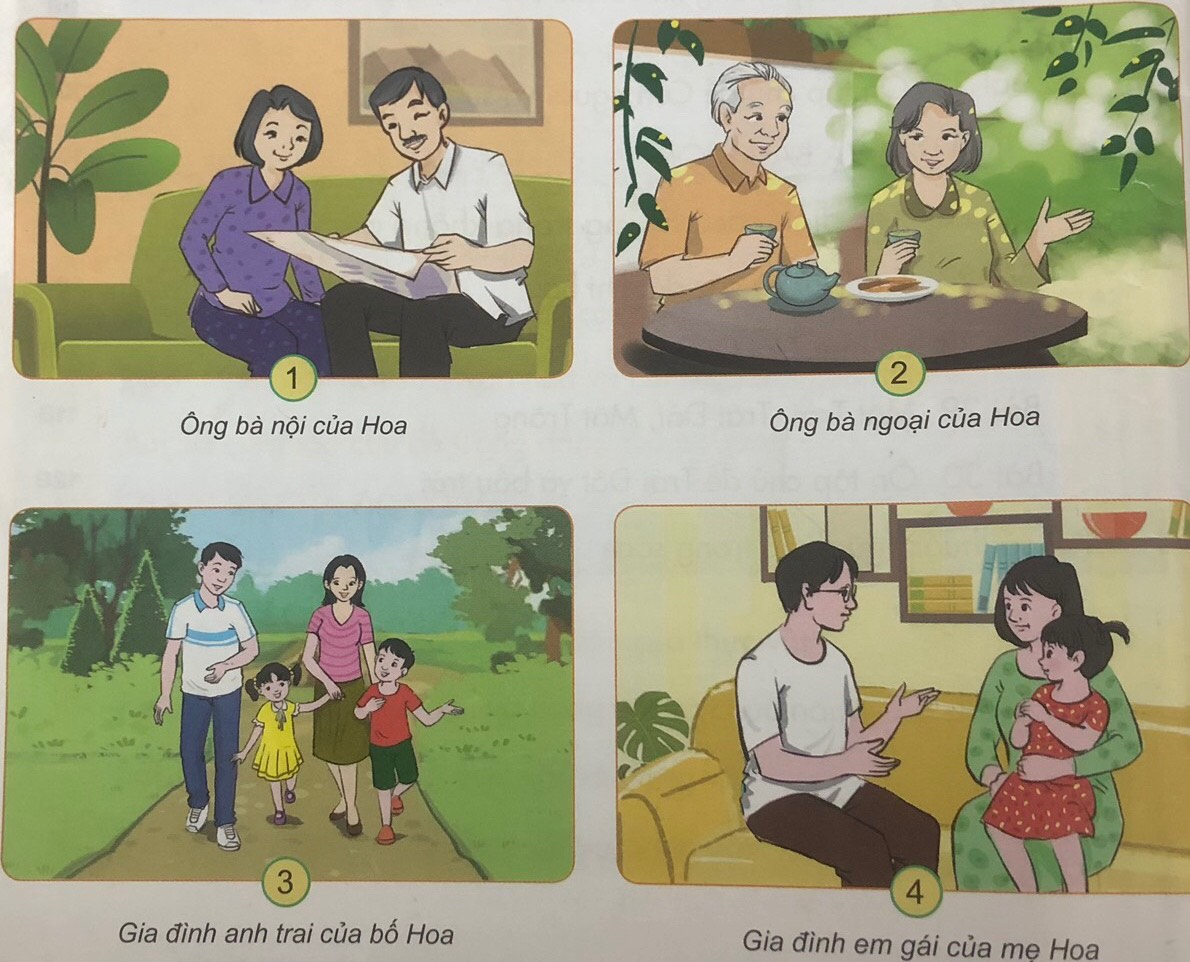 1
Ông bà nội của Hoa
2
Ông bà ngoại của Hoa
3
Gia đình anh trai của bố Hoa
4
Gia đình em gái của mẹ Hoa